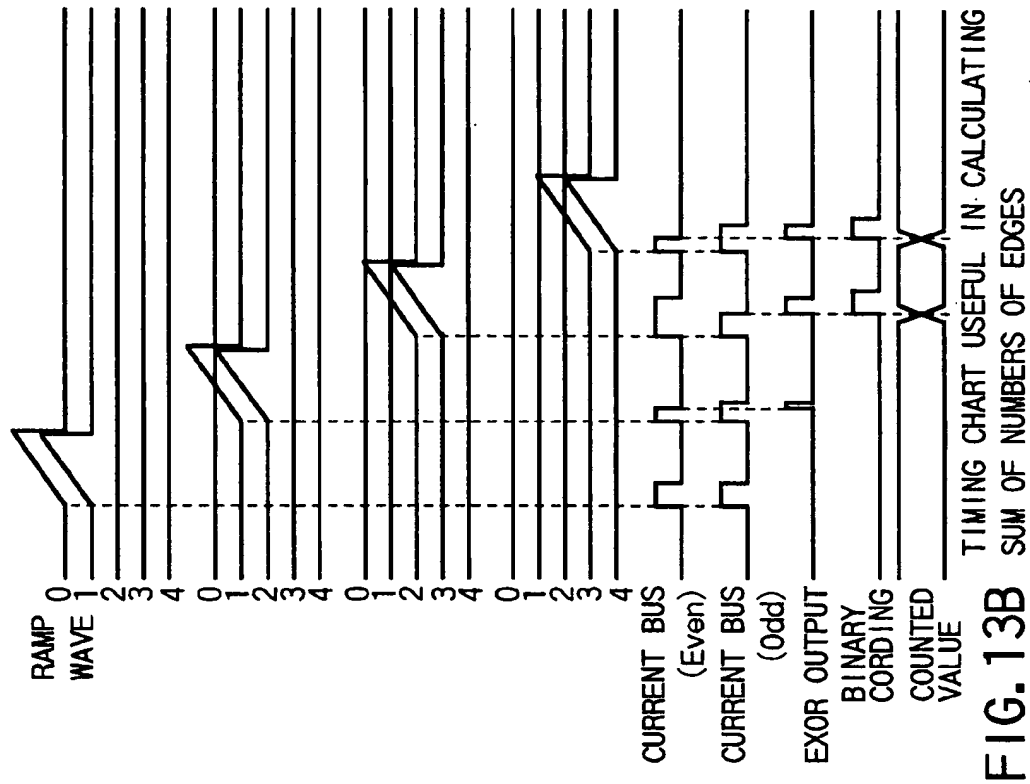 RAMP
WAVE
0
1
2
3
4
0
1
2
3
4
0
1
2
3
4
0
1
2
3
4
CURRENT BUS
(Even)
CURRENT BUS
(Odd)
EXOR OUTPUT
BINARY
CORDING
COUNTED
VALUE
FIG. 13B
TIMING CHART USEFUL IN CALCULATING
SUM OF NUMBERS OF EDGES